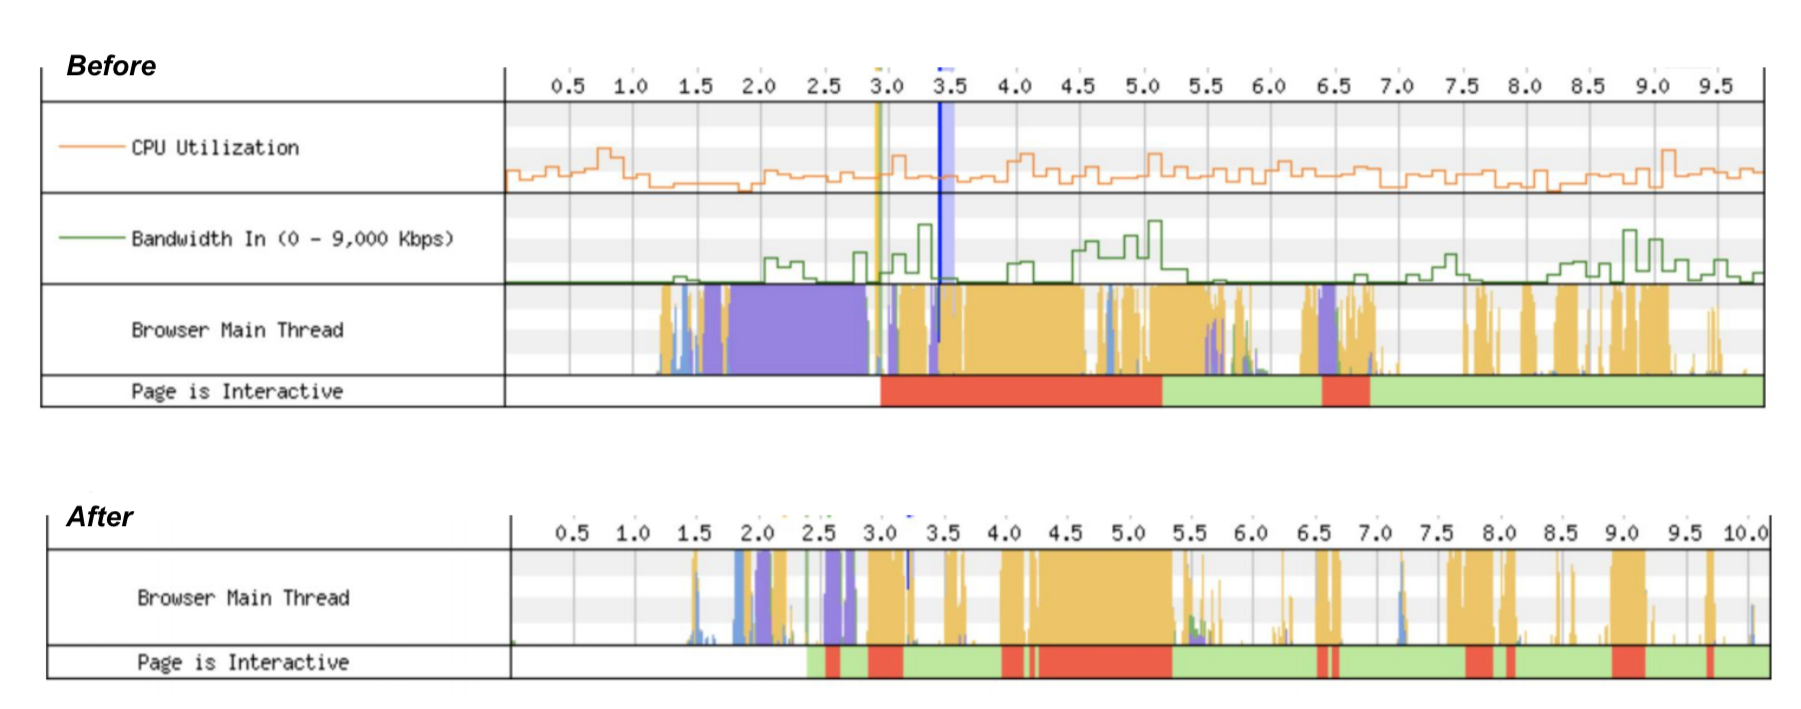 Before
0.5 1.0 1.5 2.0 2.5 3.0 3.5 4.0 4.5 5.0 5.5 6.0 6.5 7.0 7.5 8.0 8.5 9.0 9.5
CPU Utilization
Bandwidth In (0 - 9,000 Kbps)
Browser Main Thread
Page is Interactive
After
0.5 1.0 1.5 2.0 2.5 3.0 3.5 4.0 4.5 5.0 5.5 6.0 6.5 7.0 7.5 8.0 8.5 9.0 9.5 10.0
Browser Main Thread
Page is Interactive